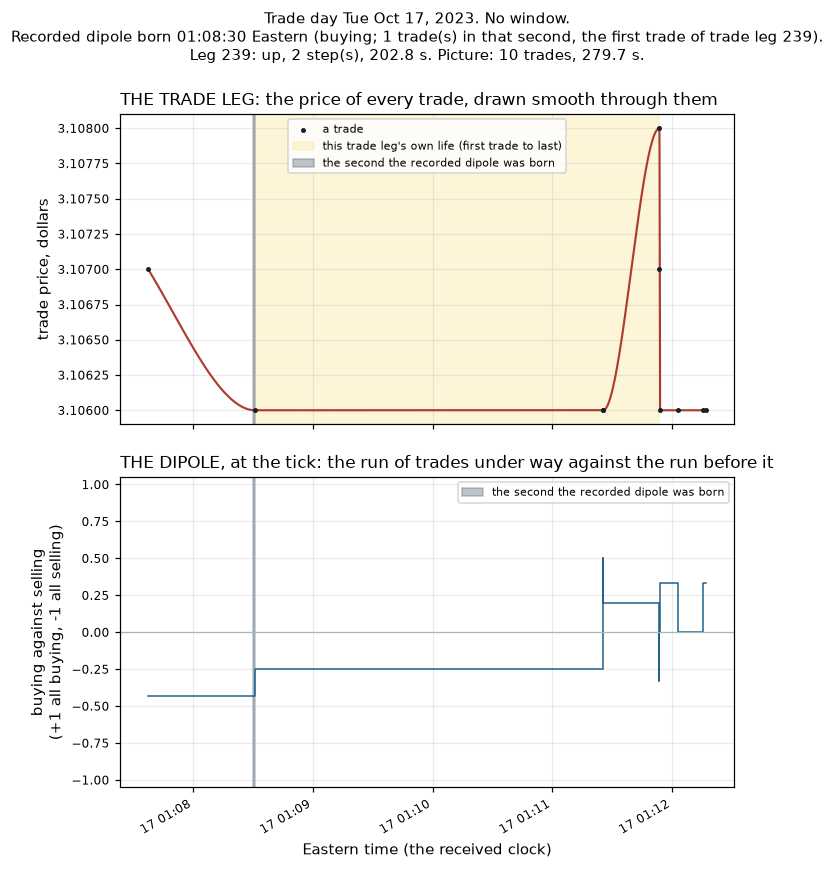 Trade day Tue Oct 17, 2023. No window.
Recorded dipole born 01:08:30 Eastern (buying; 1 trade(s) in that second, the first trade of trade leg 239).
Leg 239: up, 2 step(s), 202.8 s. Picture: 10 trades, 279.7 s.
THE TRADE LEG: the price of every trade, drawn smooth through them
a trade
this trade leg's own life (first trade to last)
the second the recorded dipole was born
trade price, dollars
3.10800
3.10775
3.10750
3.10725
3.10700
3.10675
3.10650
3.10625
3.10600
THE DIPOLE, at the tick: the run of trades under way against the run before it
the second the recorded dipole was born
buying against selling
(+1 all buying, -1 all selling)
1.00
0.75
0.50
0.25
0.00
−0.25
−0.50
−0.75
−1.00
17 01:08
17 01:09
17 01:10
17 01:11
17 01:12
Eastern time (the received clock)